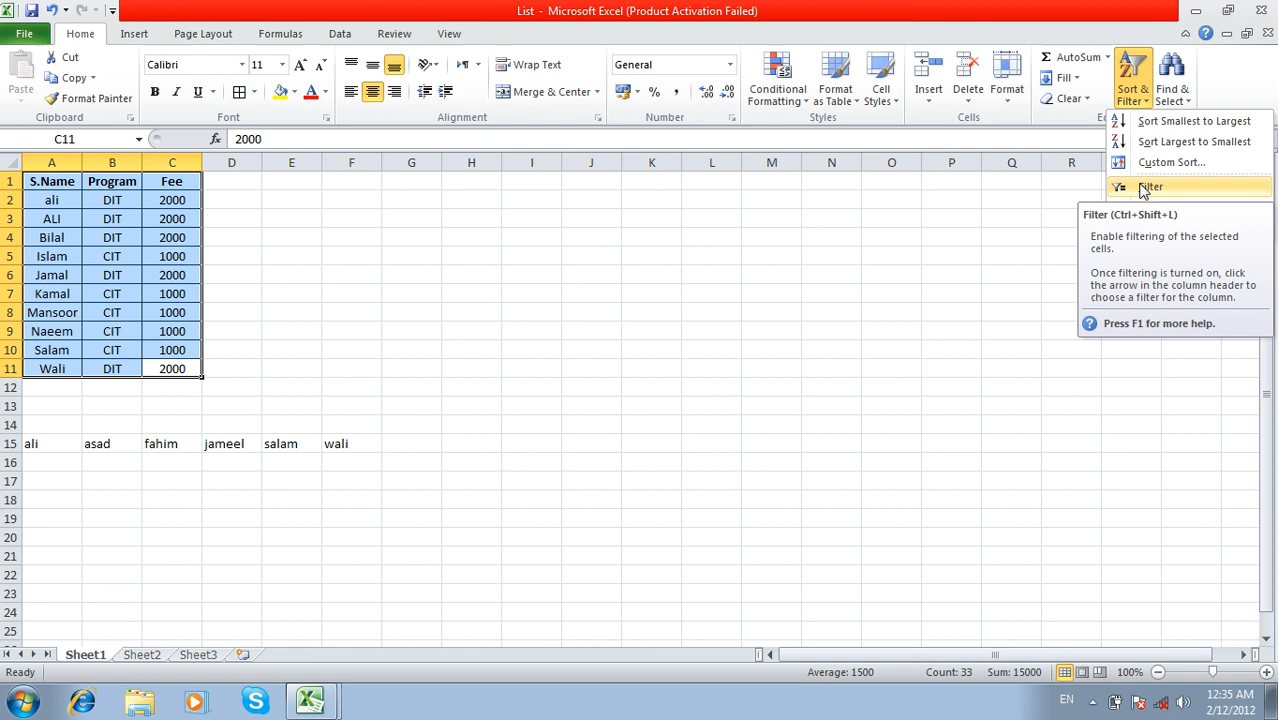 List - Microsoft Excel (Product Activation Failed)
File Home Insert Page Layout Formulas Data Review View
Paste
Cut
Copy
Format Painter
Clipboard
Calibri 11
B I U
Font
Wrap Text
Merge & Center
Alignment
General
% ,
Number
Conditional Formatting
Format as Table
Cell Styles
Styles
Insert Delete Format
Cells
Σ AutoSum
Fill
Clear
Sort & Filter
Find & Select
Sort Smallest to Largest
Sort Largest to Smallest
Custom Sort...
Filter
Filter (Ctrl+Shift+L)
Enable filtering of the selected
cells.
Once filtering is turned on, click
the arrow in the column header to
choose a filter for the column.
Press F1 for more help.
C11 fx 2000
A B C D E F G H I J K L M N O P Q R
1 S.Name Program Fee
2 ali DIT 2000
3 ALI DIT 2000
4 Bilal DIT 2000
5 Islam CIT 1000
6 Jamal DIT 2000
7 Kamal CIT 1000
8 Mansoor CIT 1000
9 Naeem CIT 1000
10 Salam CIT 1000
11 Wali DIT 2000
12
13
14
15 ali asad fahim jameel salam wali
16
17
18
19
20
21
22
23
24
25
Sheet1 Sheet2 Sheet3
Ready Average: 1500 Count: 33 Sum: 15000 100%
EN 12:35 AM
2/12/2012